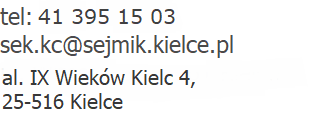 tel: 41 395 15 03
sek.kc@sejmik.kielce.pl
al. IX Wieków Kielc 4,
25-516 Kielce